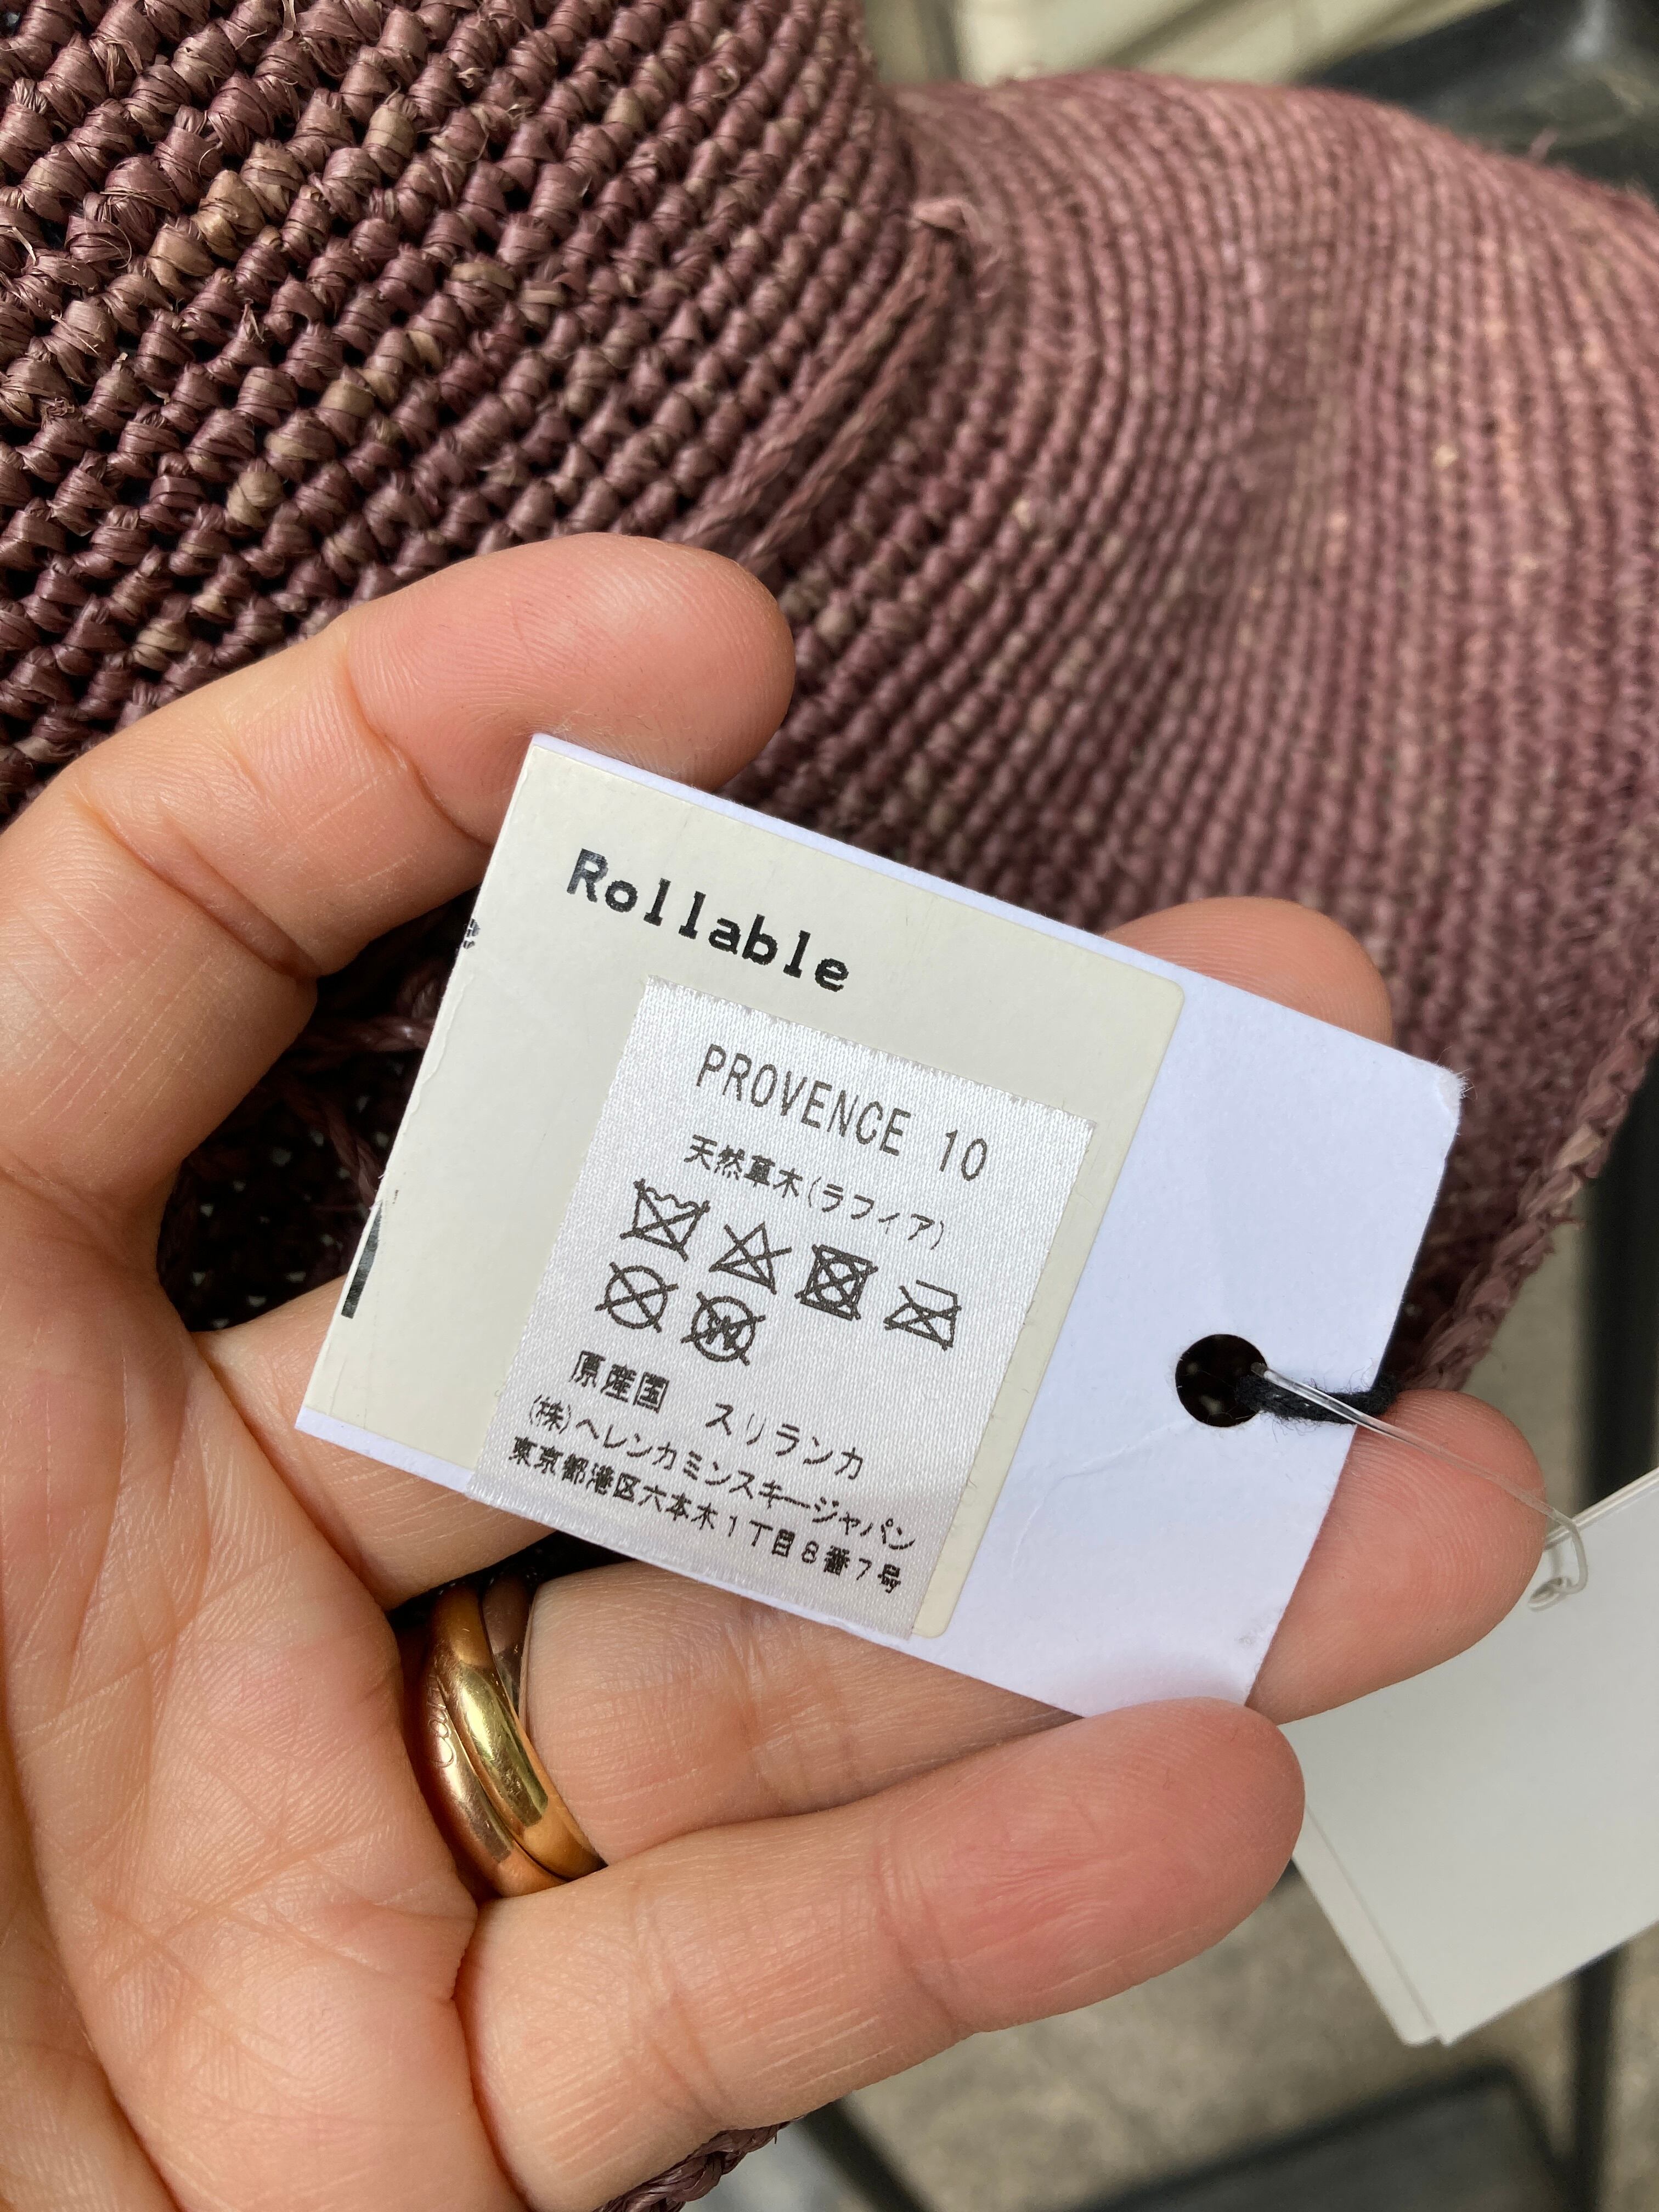 Rollable
PROVENCE 10
天然草木(ラフィア)
W
原産国 スリランカ
(株)ヘレンカミンスキージャパン
東京都港区六本木1丁目8番7号